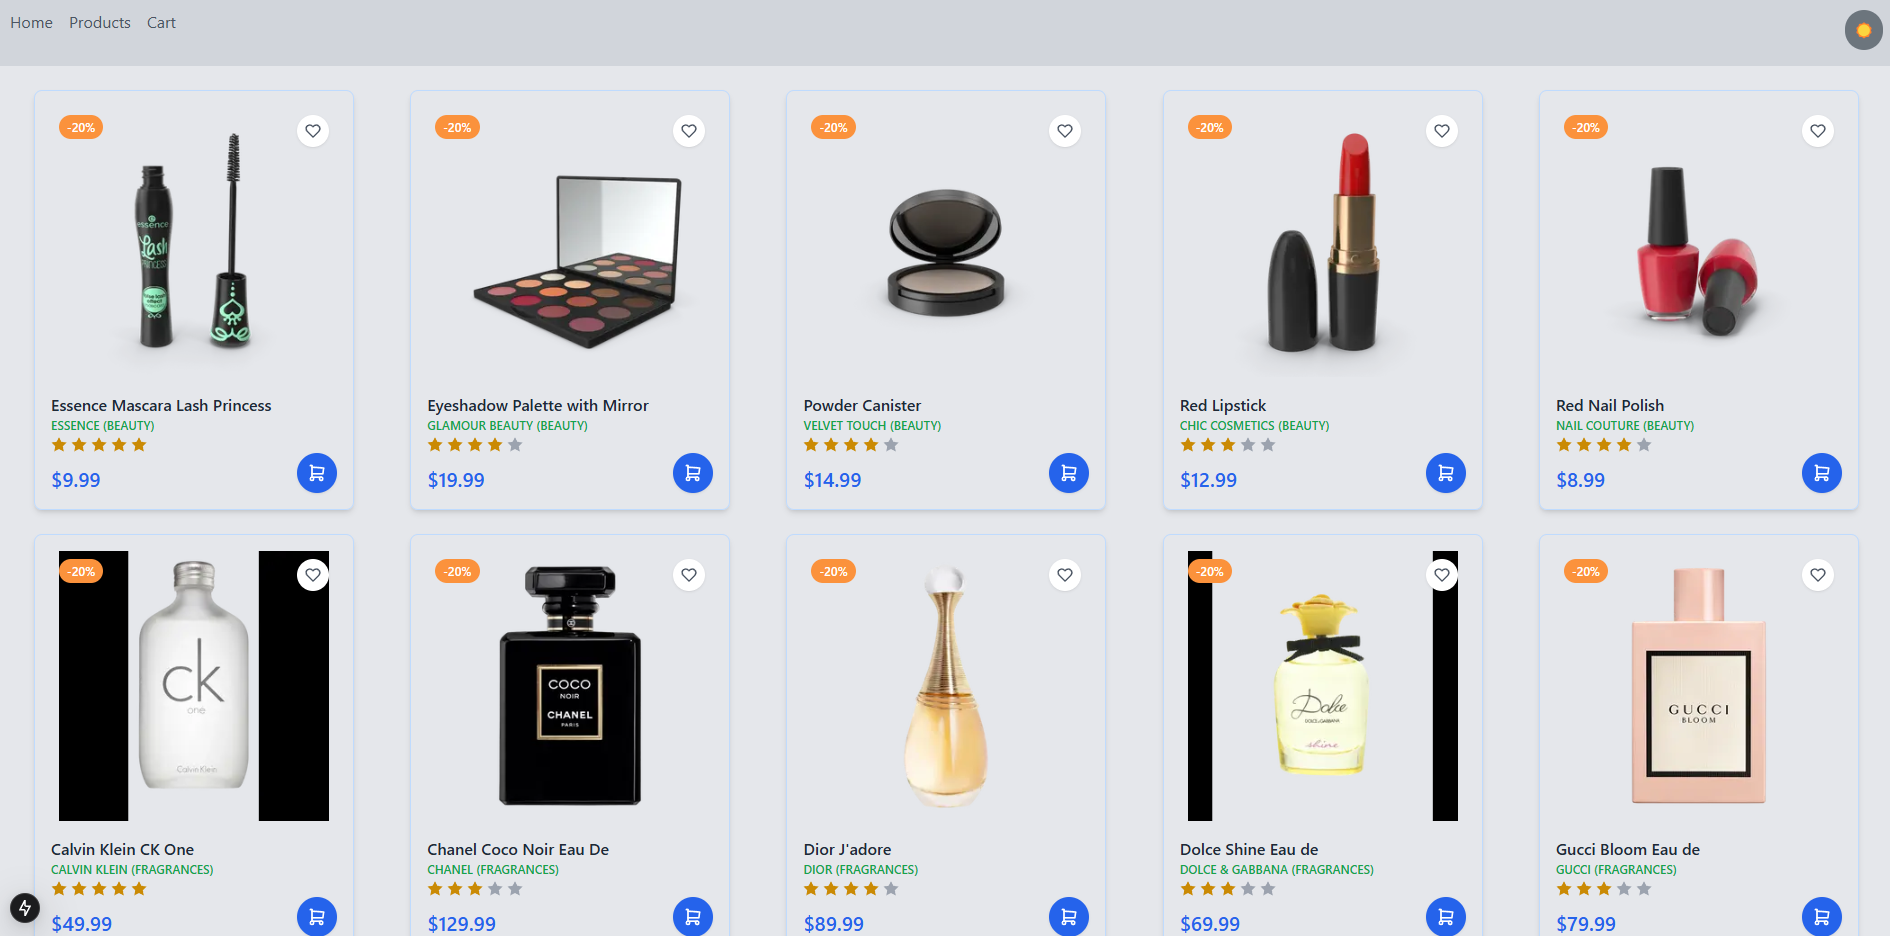 Home Products Cart
-20%
-20%
-20%
-20%
-20%
essence
Lash
PRINCESS
Essence Mascara Lash Princess
ESSENCE (BEAUTY)
$9.99
Eyeshadow Palette with Mirror
GLAMOUR BEAUTY (BEAUTY)
$19.99
Powder Canister
VELVET TOUCH (BEAUTY)
$14.99
Red Lipstick
CHIC COSMETICS (BEAUTY)
$12.99
Red Nail Polish
NAIL COUTURE (BEAUTY)
$8.99
-20%
-20%
-20%
-20%
-20%
ck
one
Calvin Klein
COCO
NOIR
CHANEL
PARIS
Dolce
DOLCE & GABBANA
shine
GUCCI
BLOOM
Calvin Klein CK One
CALVIN KLEIN (FRAGRANCES)
$49.99
Chanel Coco Noir Eau De
CHANEL (FRAGRANCES)
$129.99
Dior J'adore
DIOR (FRAGRANCES)
$89.99
Dolce Shine Eau de
DOLCE & GABBANA (FRAGRANCES)
$69.99
Gucci Bloom Eau de
GUCCI (FRAGRANCES)
$79.99